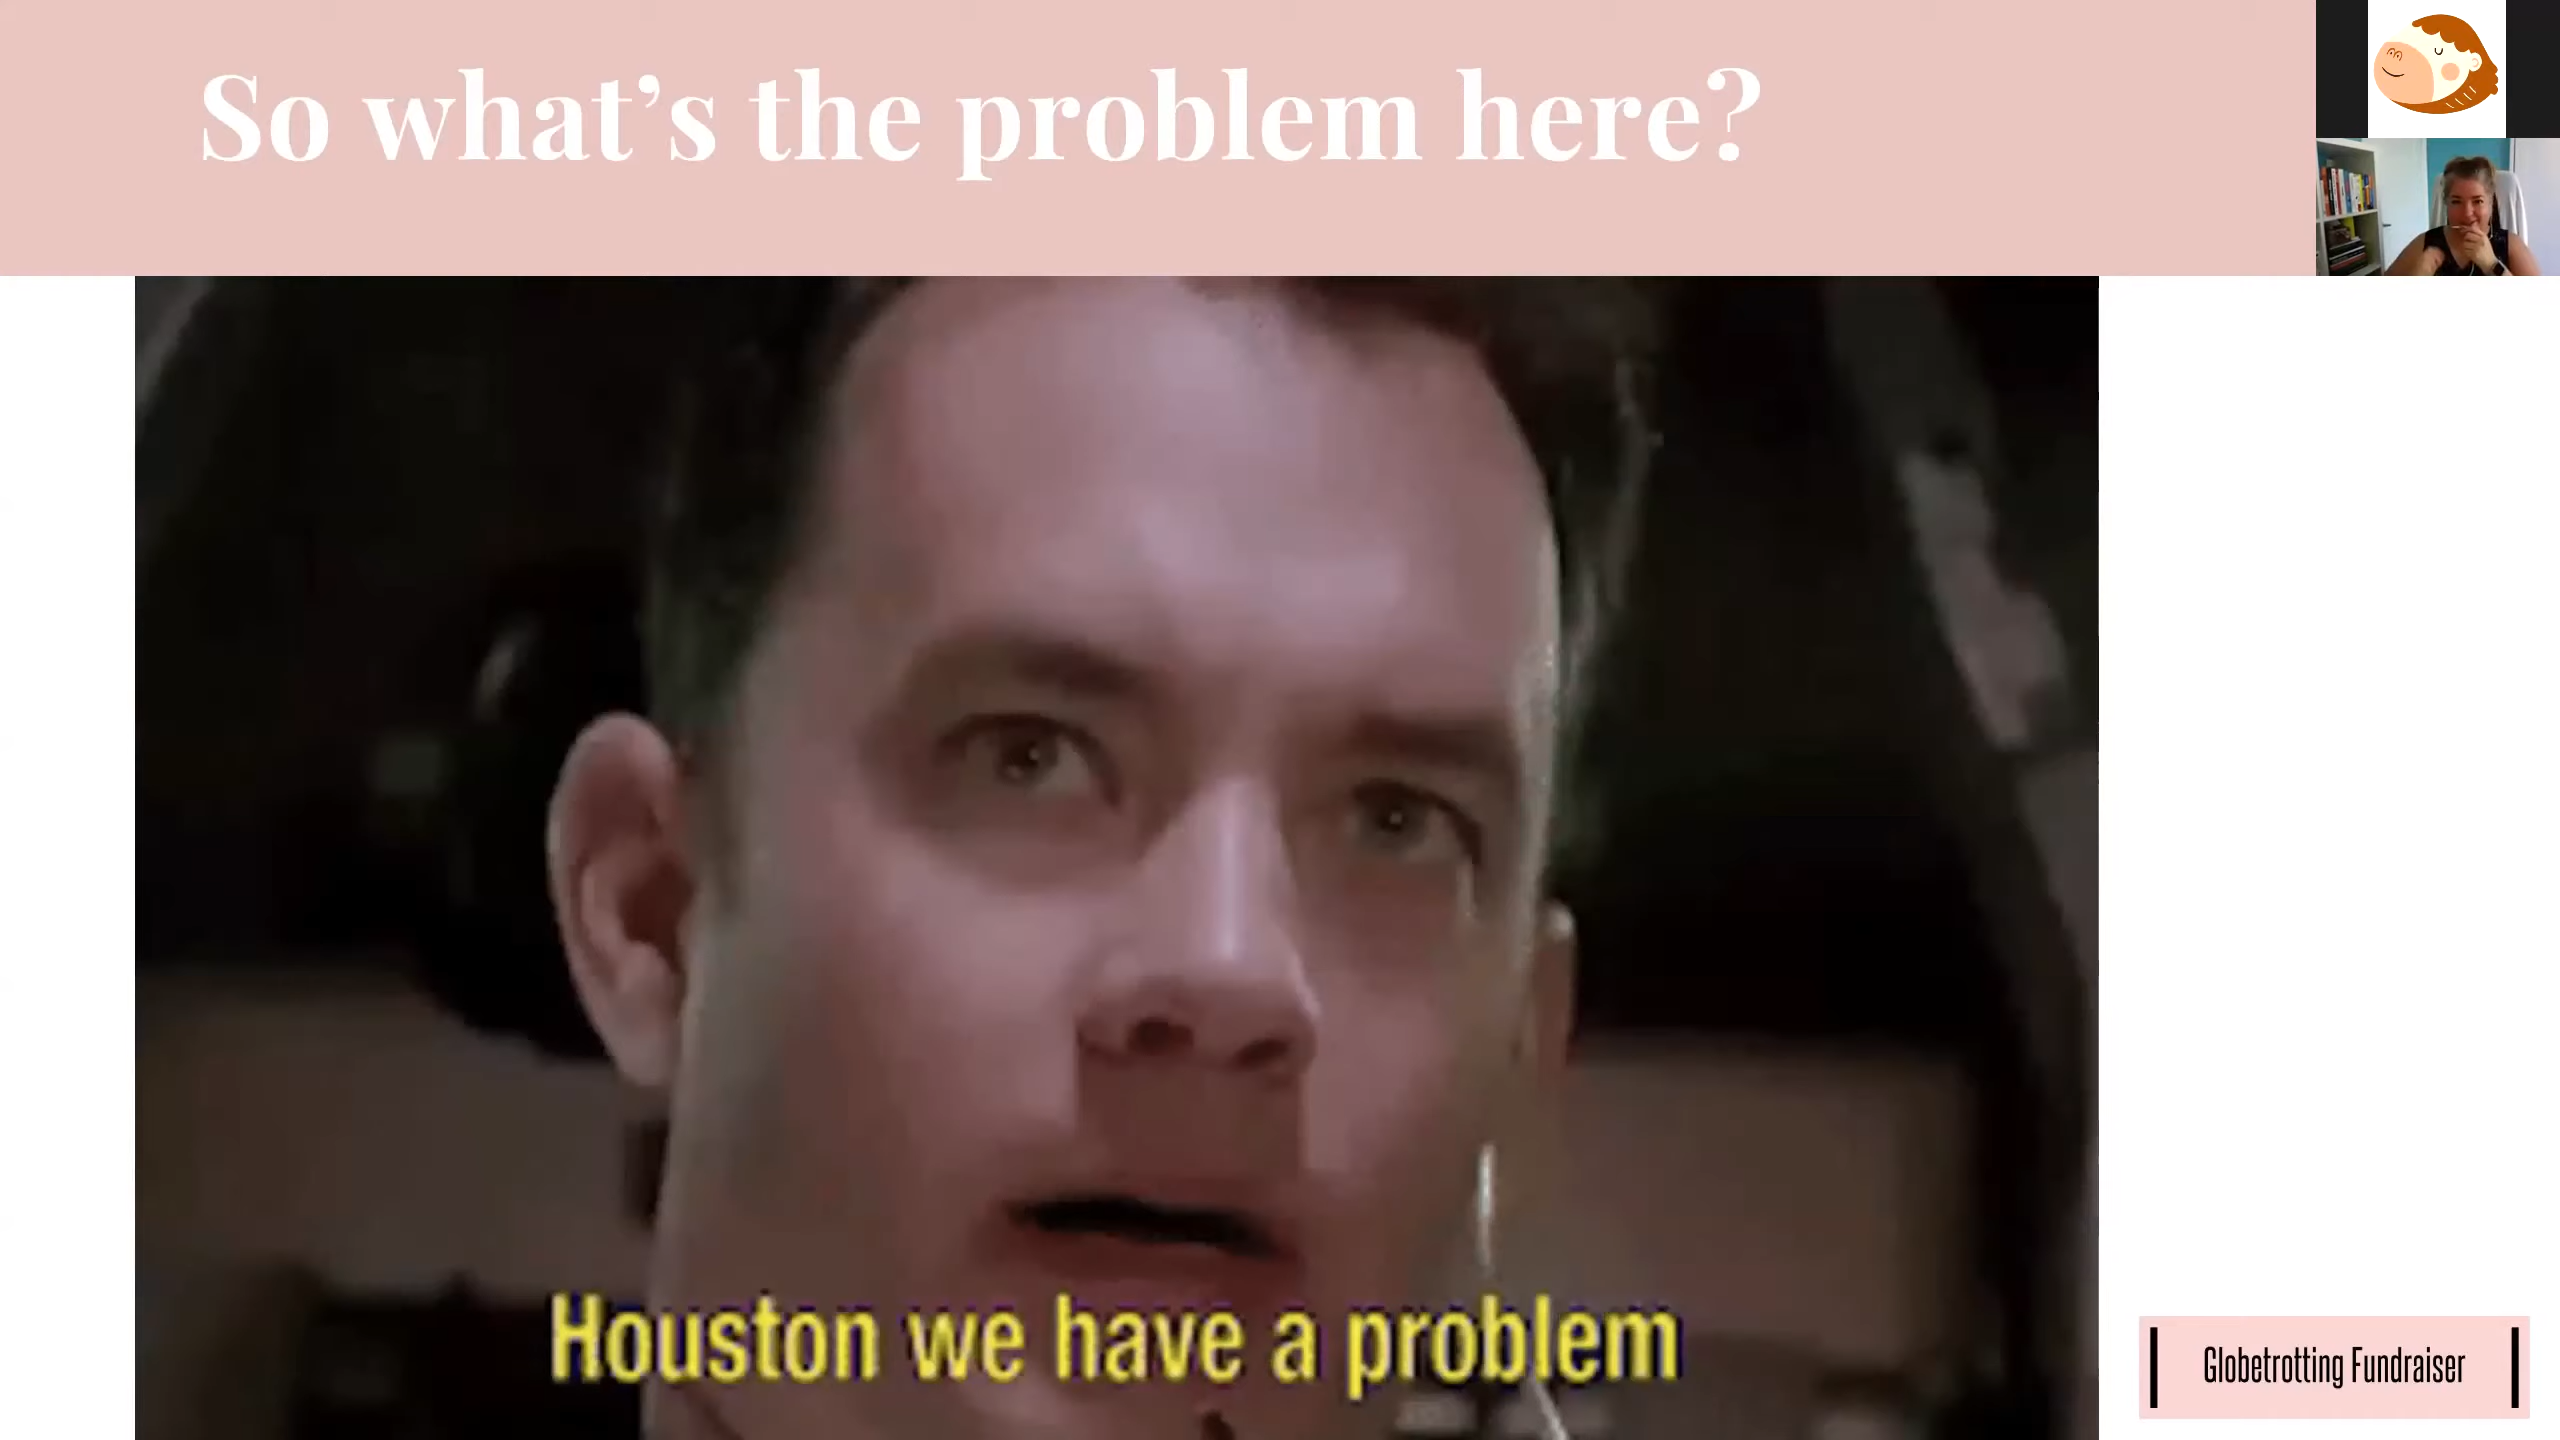 So what’s the problem here?
Houston we have a problem
Globetrotting Fundraiser